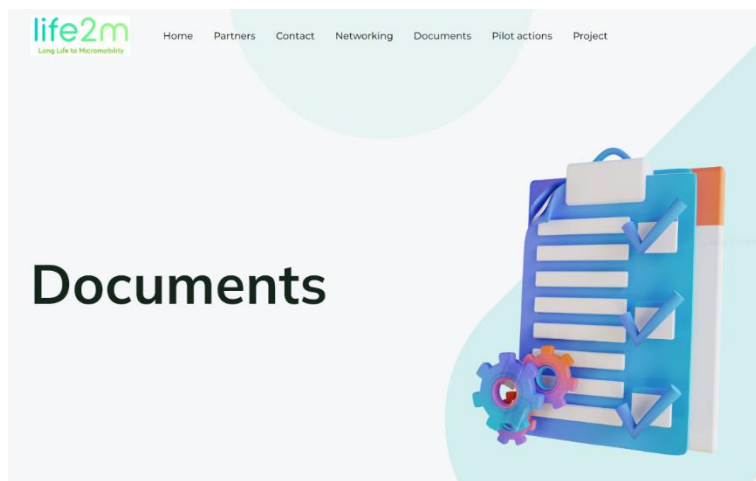 life2m
Long Life to Micromobility
Home Partners Contact Networking Documents Pilot actions Project
Documents